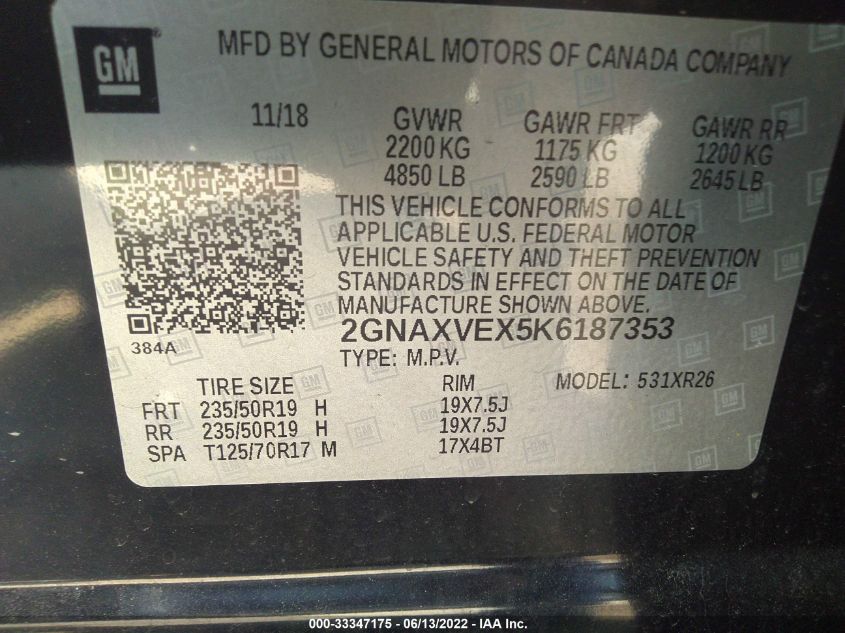 GM
MFD BY GENERAL MOTORS OF CANADA COMPANY
11/18 GVWR GAWR FRT GAWR RR
2200 KG 1175 KG 1200 KG
4850 LB 2590 LB 2645 LB
THIS VEHICLE CONFORMS TO ALL
APPLICABLE U.S. FEDERAL MOTOR
VEHICLE SAFETY AND THEFT PREVENTION
STANDARDS IN EFFECT ON THE DATE OF
MANUFACTURE SHOWN ABOVE.
2GNAXVEX5K6187353
384A
TYPE: M.P.V.
TIRE SIZE RIM MODEL: 531XR26
FRT 235/50R19 H 19X7.5J
RR 235/50R19 H 19X7.5J
SPA T125/70R17 M 17X4BT
000-33347175 - 06/13/2022 - IAA Inc.